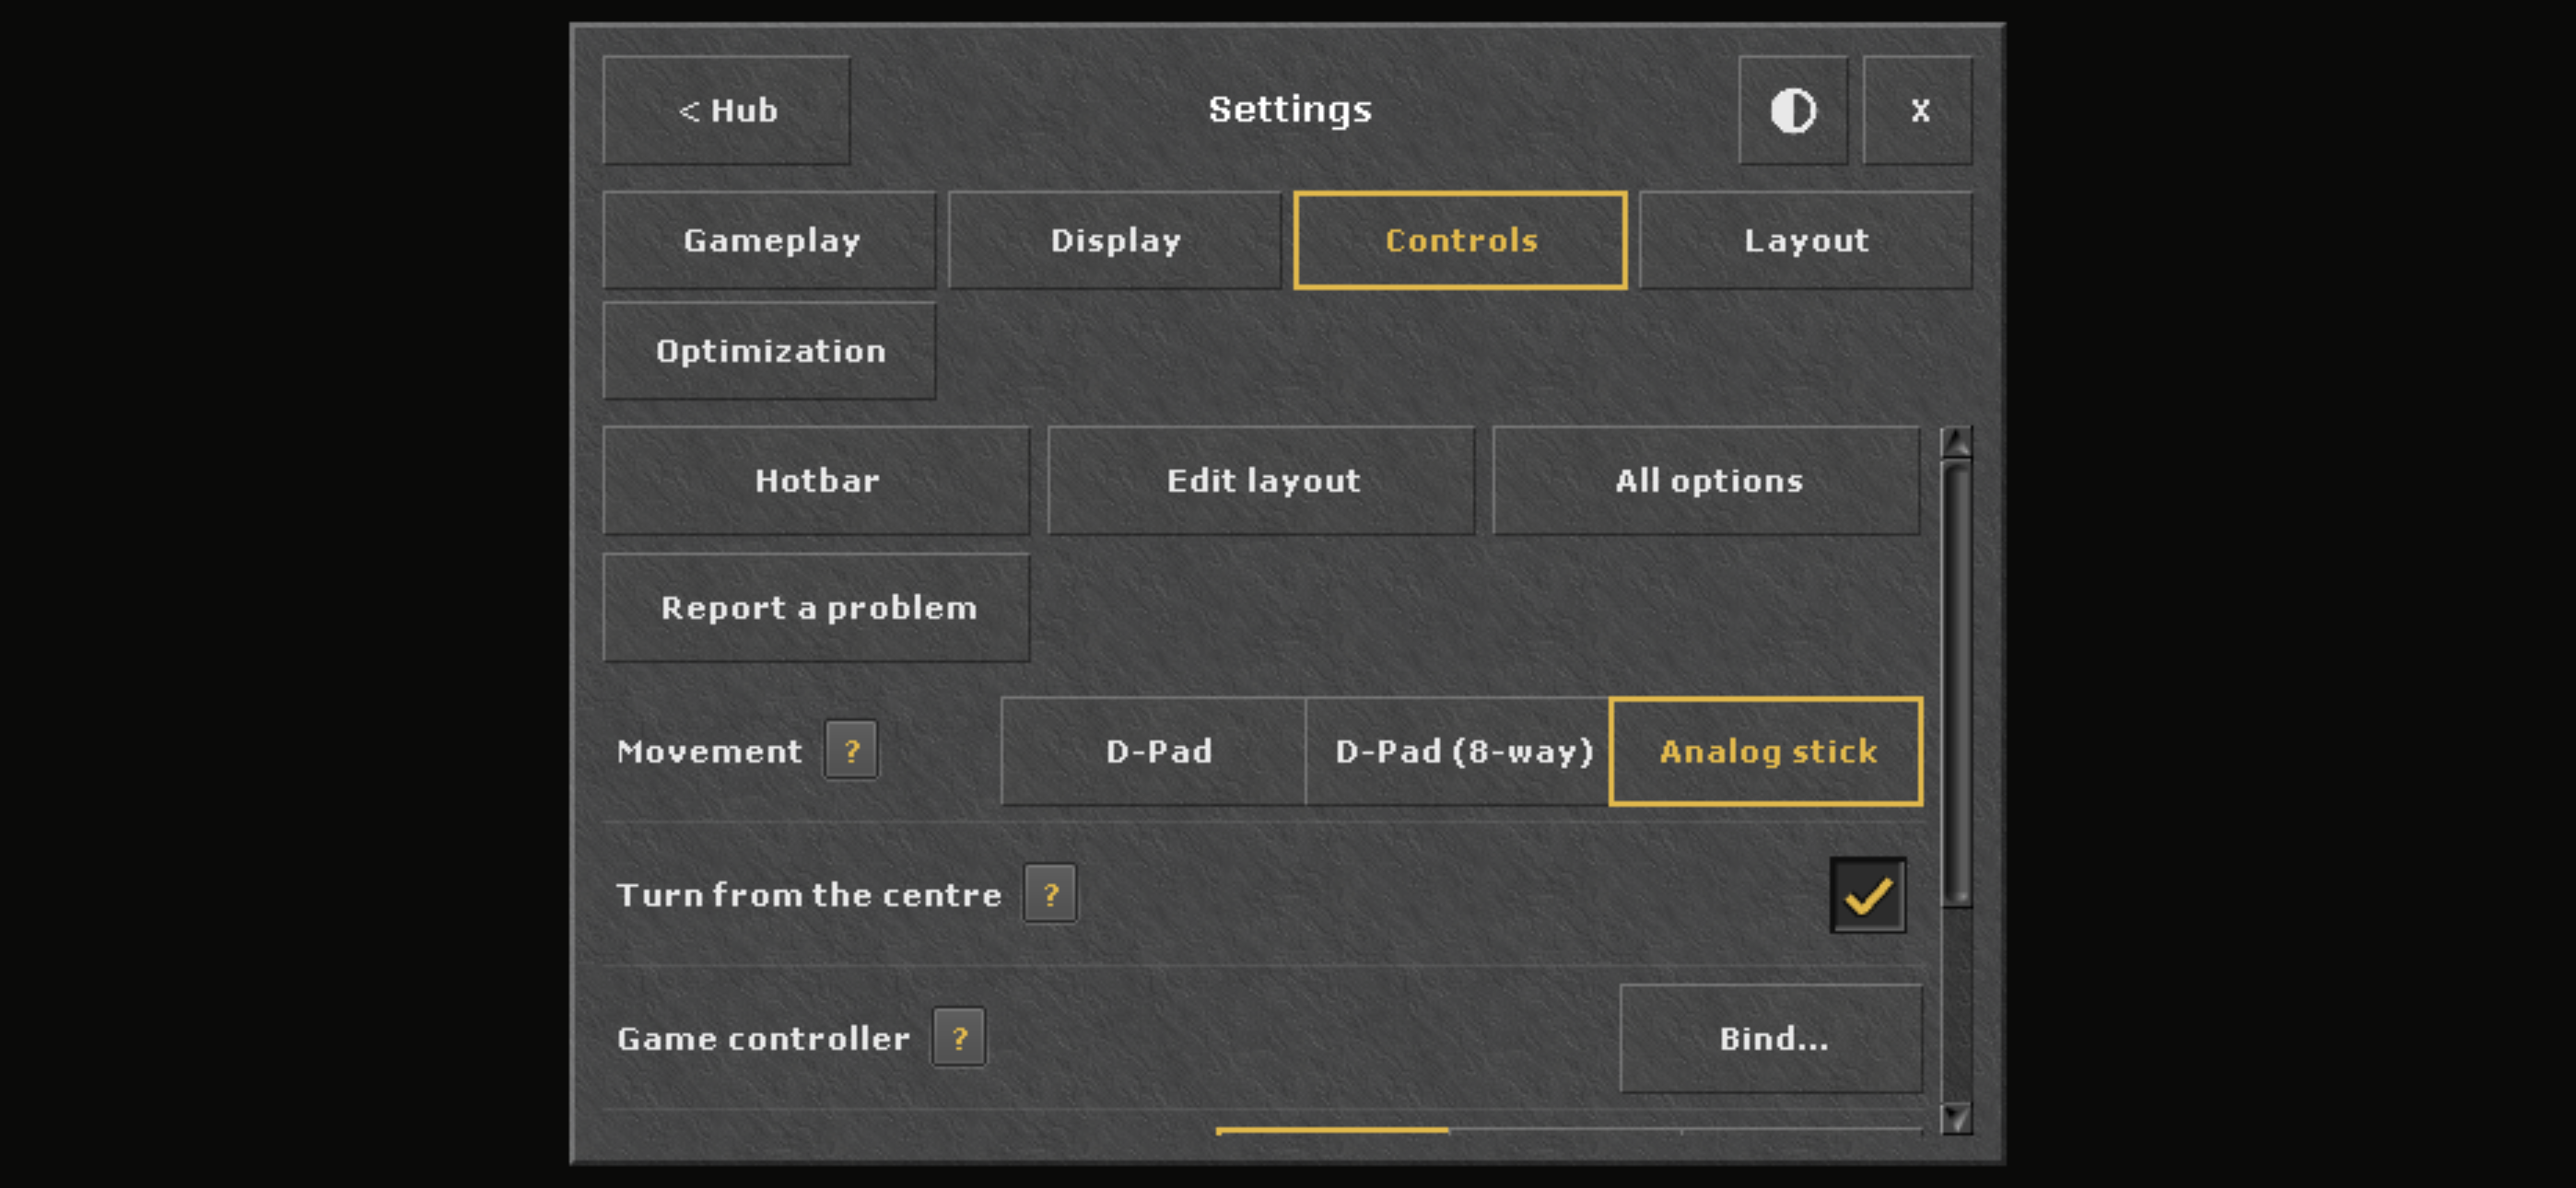 < Hub
Settings
X
Gameplay
Display
Controls
Layout
Optimization
Hotbar
Edit layout
All options
Report a problem
Movement ?
D-Pad
D-Pad (8-way)
Analog stick
Turn from the centre ?
Game controller ?
Bind...